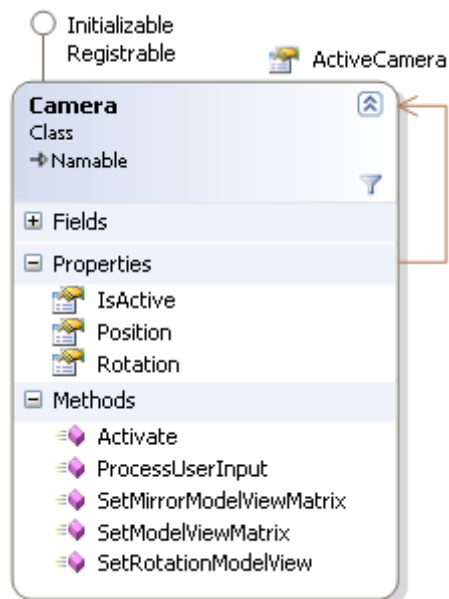 Initializable
Registrable
ActiveCamera
Camera
Class
Namable
Fields
Properties
IsActive
Position
Rotation
Methods
Activate
ProcessUserInput
SetMirrorModelViewMatrix
SetModelViewMatrix
SetRotationModelView